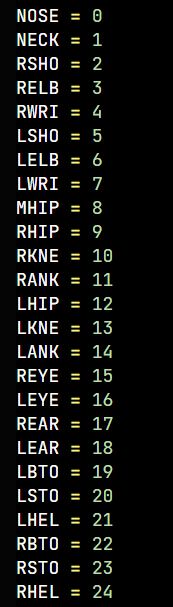 NOSE = 0
NECK = 1
RSHO = 2
RELB = 3
RWRI = 4
LSHO = 5
LELB = 6
LWRI = 7
MHIP = 8
RHIP = 9
RKNE = 10
RANK = 11
LHIP = 12
LKNE = 13
LANK = 14
REYE = 15
LEYE = 16
REAR = 17
LEAR = 18
LBTO = 19
LSTO = 20
LHEL = 21
RBTO = 22
RSTO = 23
RHEL = 24